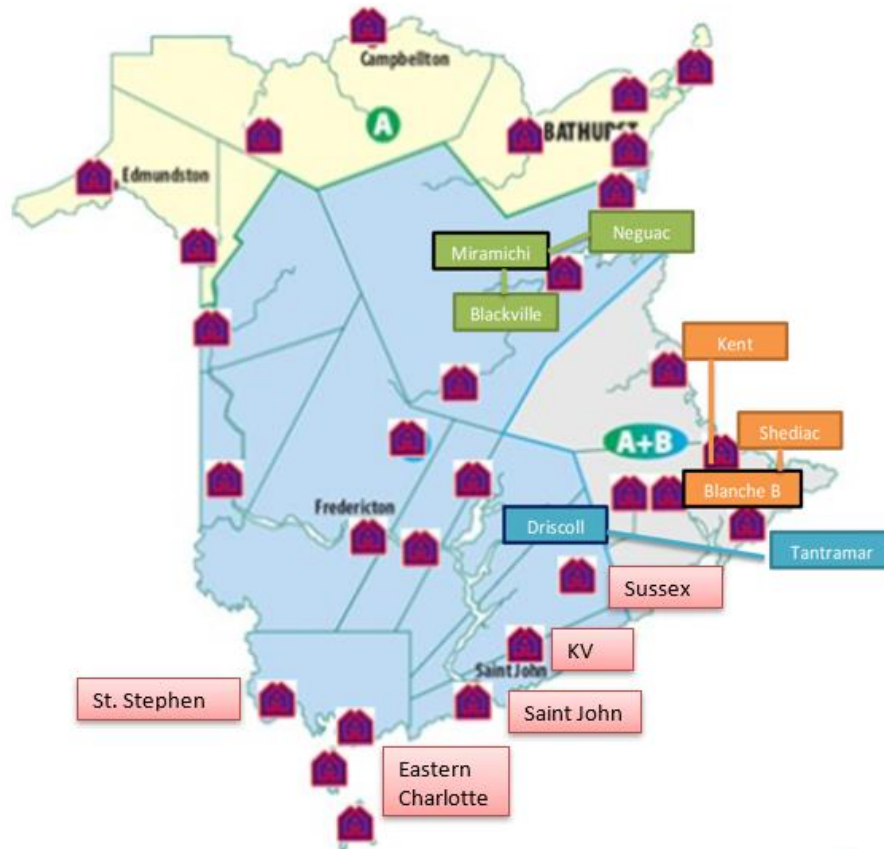 Campbellton
A
BATHURST
Edmundston
Neguac
Miramichi
Blackville
Kent
Shediac
A+B
Blanche B
Fredericton
Driscoll
Tantramar
Sussex
KV
Saint John
St. Stephen
Saint John
Eastern
Charlotte